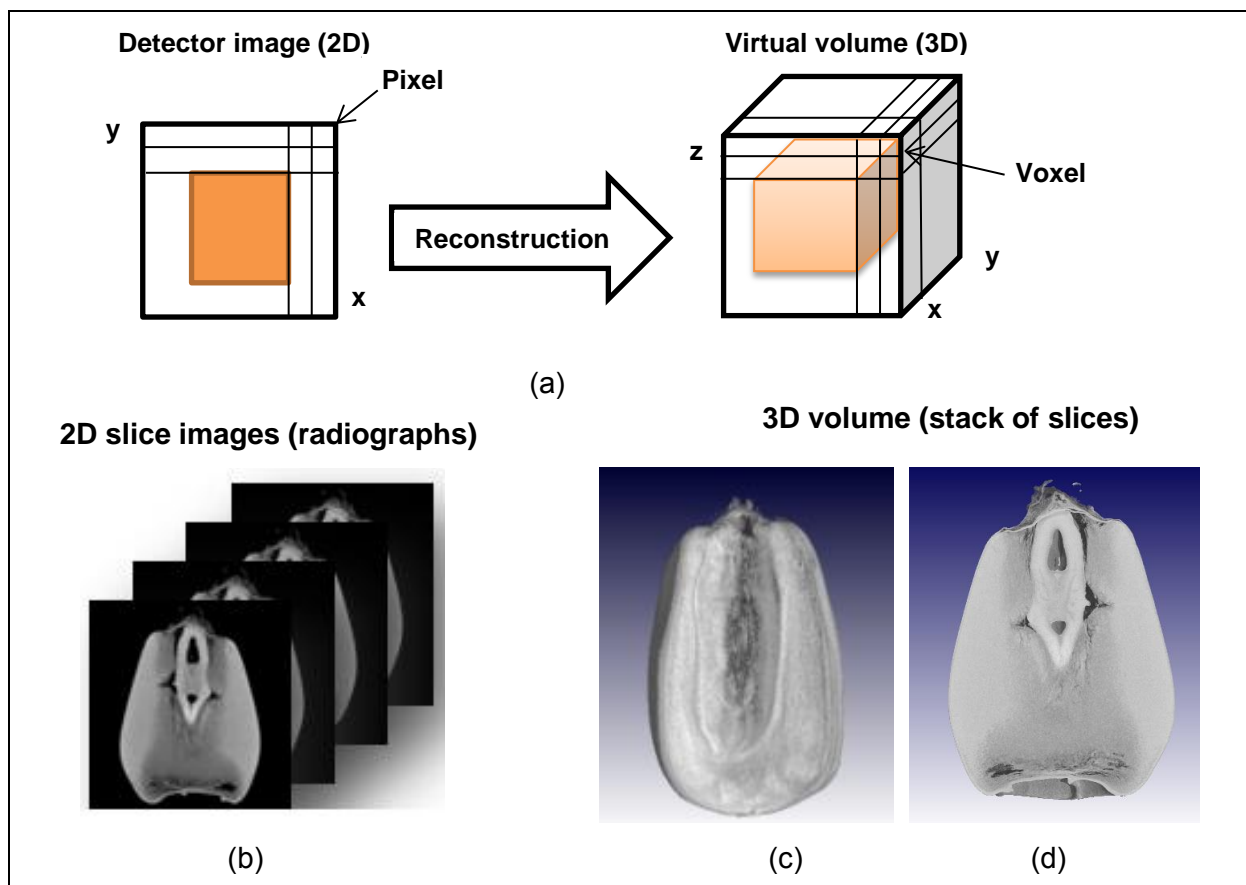 Detector image (2D)
Virtual volume (3D)
Pixel
y
z
Voxel
Reconstruction
y
x
x
(a)
2D slice images (radiographs)
3D volume (stack of slices)
(b)
(c)
(d)